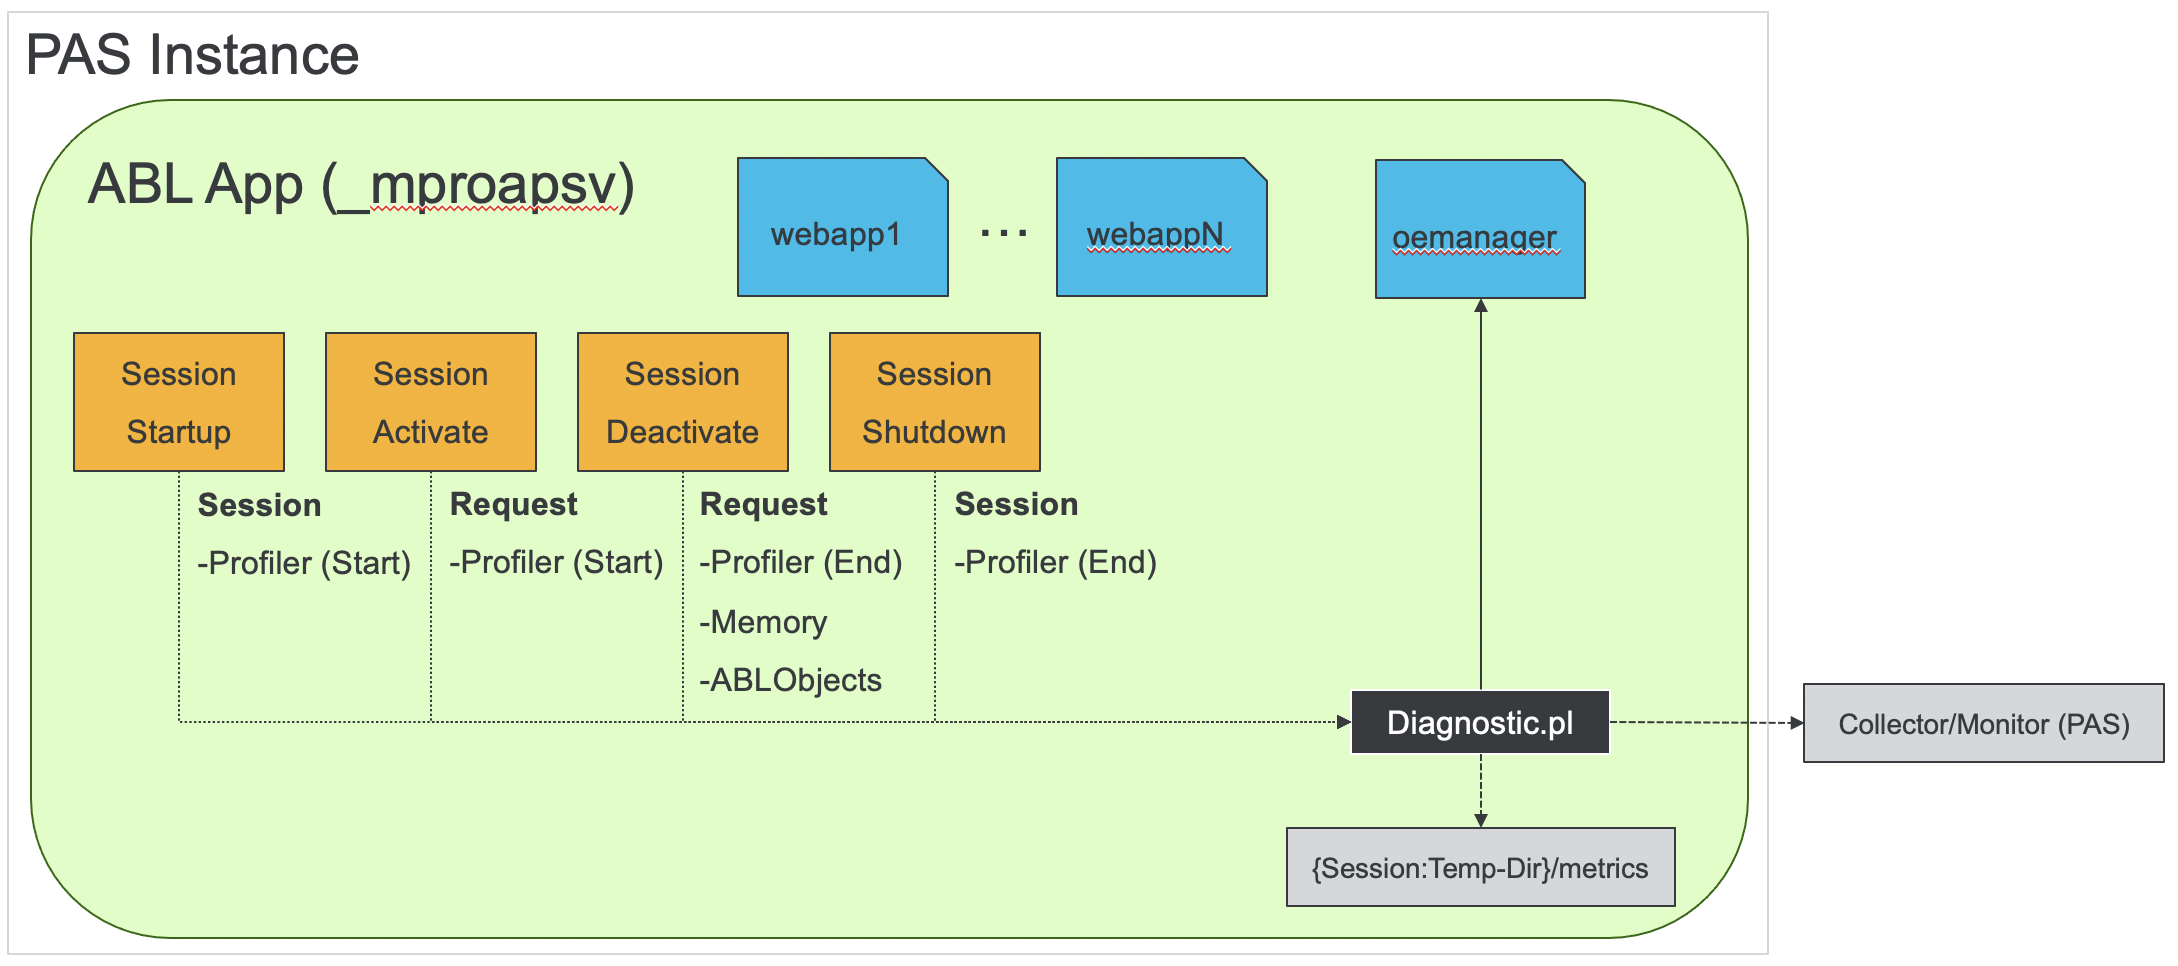 PAS Instance
ABL App (_mproapsv)
webapp1
...
webappN
oemanager
Session
Startup
Session
Activate
Session
Deactivate
Session
Shutdown
Session
-Profiler (Start)
Request
-Profiler (Start)
Request
-Profiler (End)
-Memory
-ABLObjects
Session
-Profiler (End)
Diagnostic.pl
Collector/Monitor (PAS)
{Session:Temp-Dir}/metrics